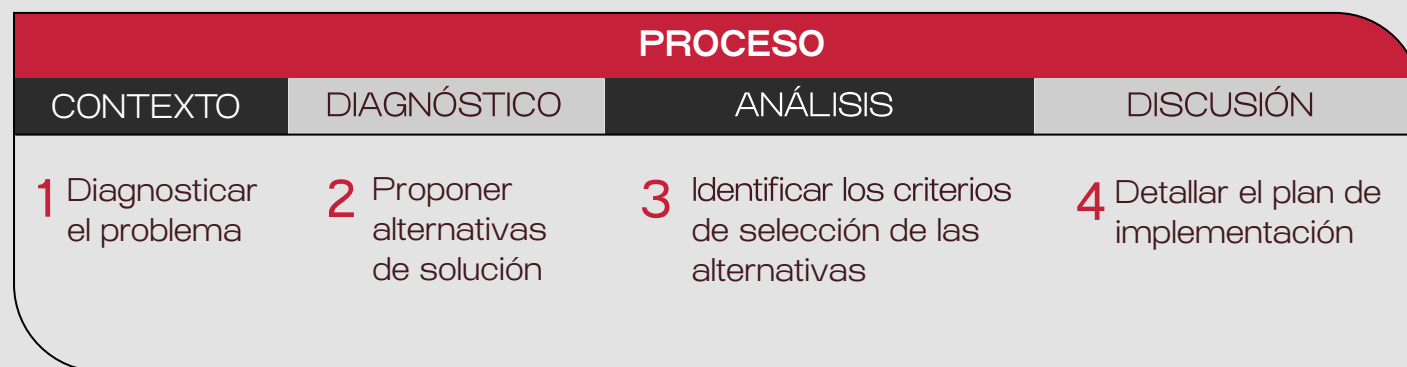 PROCESO
CONTEXTO
DIAGNÓSTICO
ANÁLISIS
DISCUSIÓN
1 Diagnosticar
el problema
2 Proponer
alternativas
de solución
3 Identificar los criterios
de selección de las
alternativas
4 Detallar el plan de
implementación